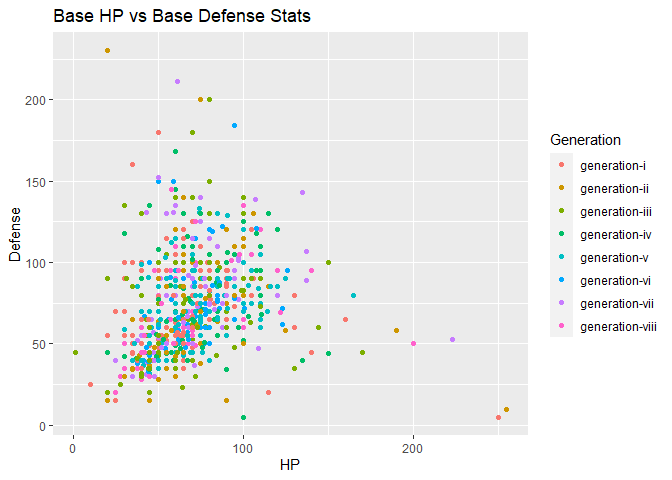 Base HP vs Base Defense Stats
200
150
100
50
0
Defense
0
100
200
HP
Generation
generation-i
generation-ii
generation-iii
generation-iv
generation-v
generation-vi
generation-vii
generation-viii